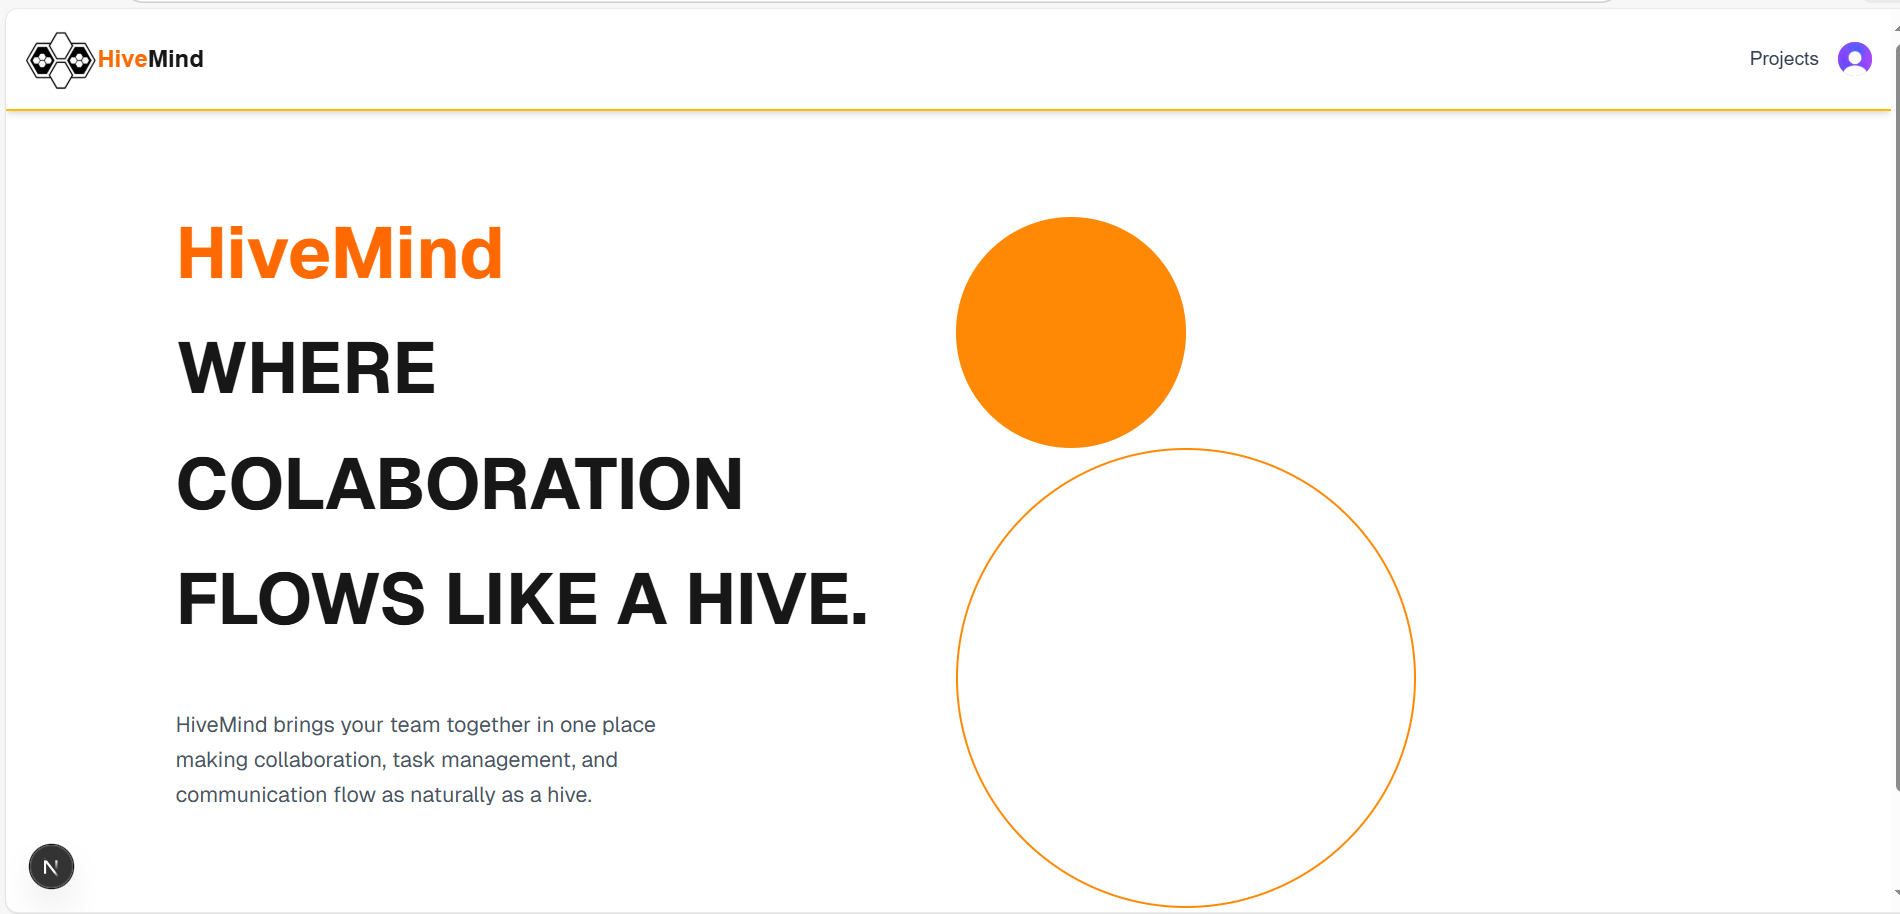 HiveMind
Projects
HiveMind
WHERE
COLABORATION
FLOWS LIKE A HIVE.
HiveMind brings your team together in one place
making collaboration, task management, and
communication flow as naturally as a hive.
N